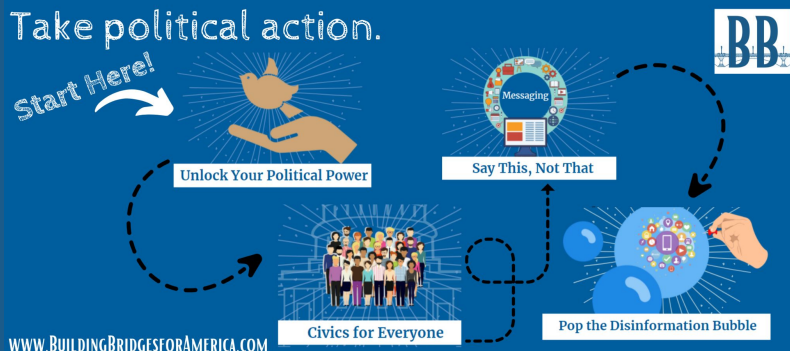 Take political action.
BB
Start Here!
Messaging
Unlock Your Political Power
Say This, Not That
Civics for Everyone
Pop the Disinformation Bubble
www.BuildingBridgesforAmerica.com